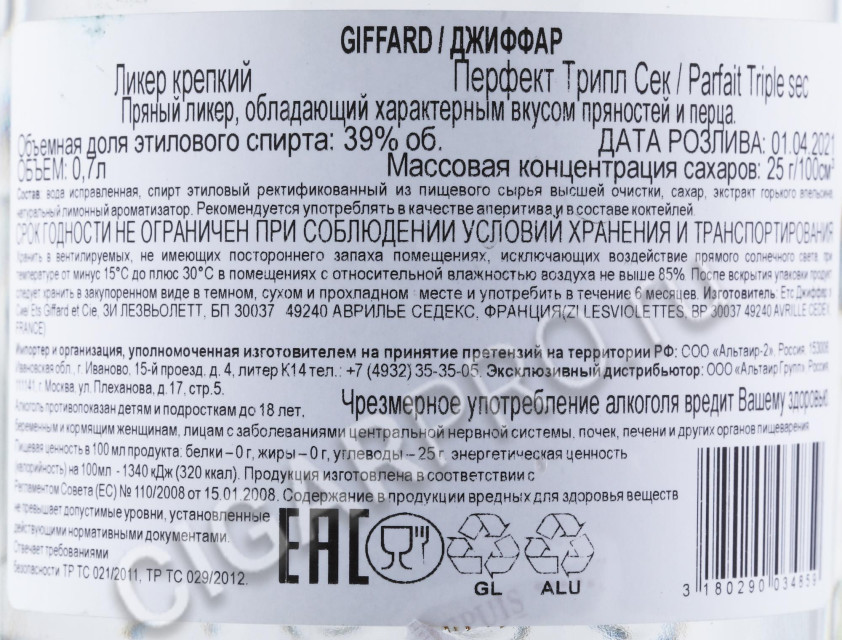 GIFFARD / ДЖИФФАР
Ликер крепкий Перфект Трипл Сек / Parfait Triple sec
Пряный ликер, обладающий характерным вкусом пряностей и перца.
Объемная доля этилового спирта: 39% об. ДАТА РОЗЛИВА: 01.04.2021
ОБЪЕМ: 0,7л Массовая концентрация сахаров: 25 г/100см³
Состав: вода исправленная, спирт этиловый ректификованный из пищевого сырья высшей очистки, сахар, экстракт горького апельсина,
натуральный лимонный ароматизатор. Рекомендуется употреблять в качестве аперитива и в составе коктейлей.
СРОК ГОДНОСТИ НЕ ОГРАНИЧЕН ПРИ СОБЛЮДЕНИИ УСЛОВИЙ ХРАНЕНИЯ И ТРАНСПОРТИРОВАНИЯ
Хранить в вентилируемых, не имеющих постороннего запаха помещениях, исключающих воздействие прямого солнечного света, при
температуре от минус 15°С до плюс 30°С в помещениях с относительной влажностью воздуха не выше 85%. После вскрытия упаковки продукт
следует хранить в закупоренном виде в темном, сухом и прохладном месте и употребить в течение 6 месяцев. Изготовитель: Етс Джиффар и
Сие/ Ets Giffard et Cie, ЗИ ЛЕЗВЬОЛЕТТ, БП 30037 49240 АВРИЛЬЕ СЕДЕКС, ФРАНЦИЯ(ZI LESVIOLETTES, BP 30037 49240 AVRILLE CEDEX,
FRANCE)
Импортер и организация, уполномоченная изготовителем на принятие претензий на территории РФ: СОО «Альтвир-2», Россия, 153009
Ивановская обл., г. Иваново, 15-й проезд. д. 4, литер К14 тел.: +7 (4932) 35-35-05. Эксклюзивный дистрибьютор: ООО «Альтвир Групп» Россия,
111141, г. Москва, ул. Плеханова, д. 17, стр.5.
Алкоголь противопоказан детям и подросткам до 18 лет, Чрезмерное употребление алкоголя вредит Вашему здоровью
беременным и кормящим женщинам, лицам с заболеваниями центральной нервной системы, почек, печени и других органов пищеварения
Пищевая ценность в 100 мл продукта: белки – 0 г, жиры – 0 г, углеводы – 25 г, энергетическая ценность
(калорийность) на 100мл - 1340 кДж (320 ккал). Продукция изготовлена в соответствии с
Регламентом Совета (ЕС) № 110/2008 от 15.01.2008. Содержание в продукции вредных для здоровья веществ
не превышает допустимые уровни, установленные
действующими нормативными документами.
Отвечает требованиями
безопасности ТР ТС 021/2011, ТР ТС 029/2012.
EAC
GL ALU
3 180290 034859
CIGARPRO.ru